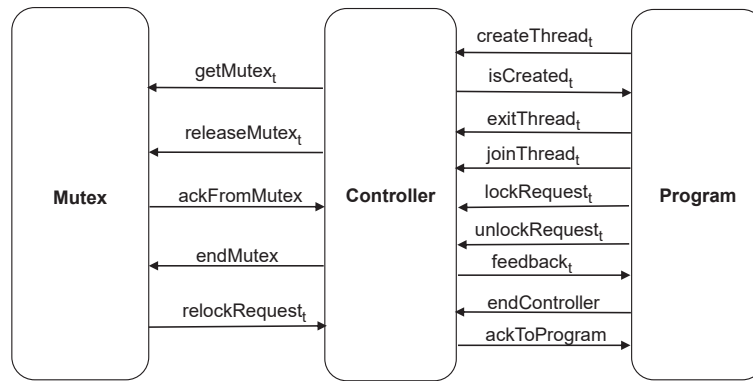 createThread_t
getMutex_t
isCreated_t
exitThread_t
releaseMutex_t
joinThread_t
Mutex
ackFromMutex
Controller
lockRequest_t
Program
unlockRequest_t
endMutex
feedback_t
endController
relockRequest_t
ackToProgram